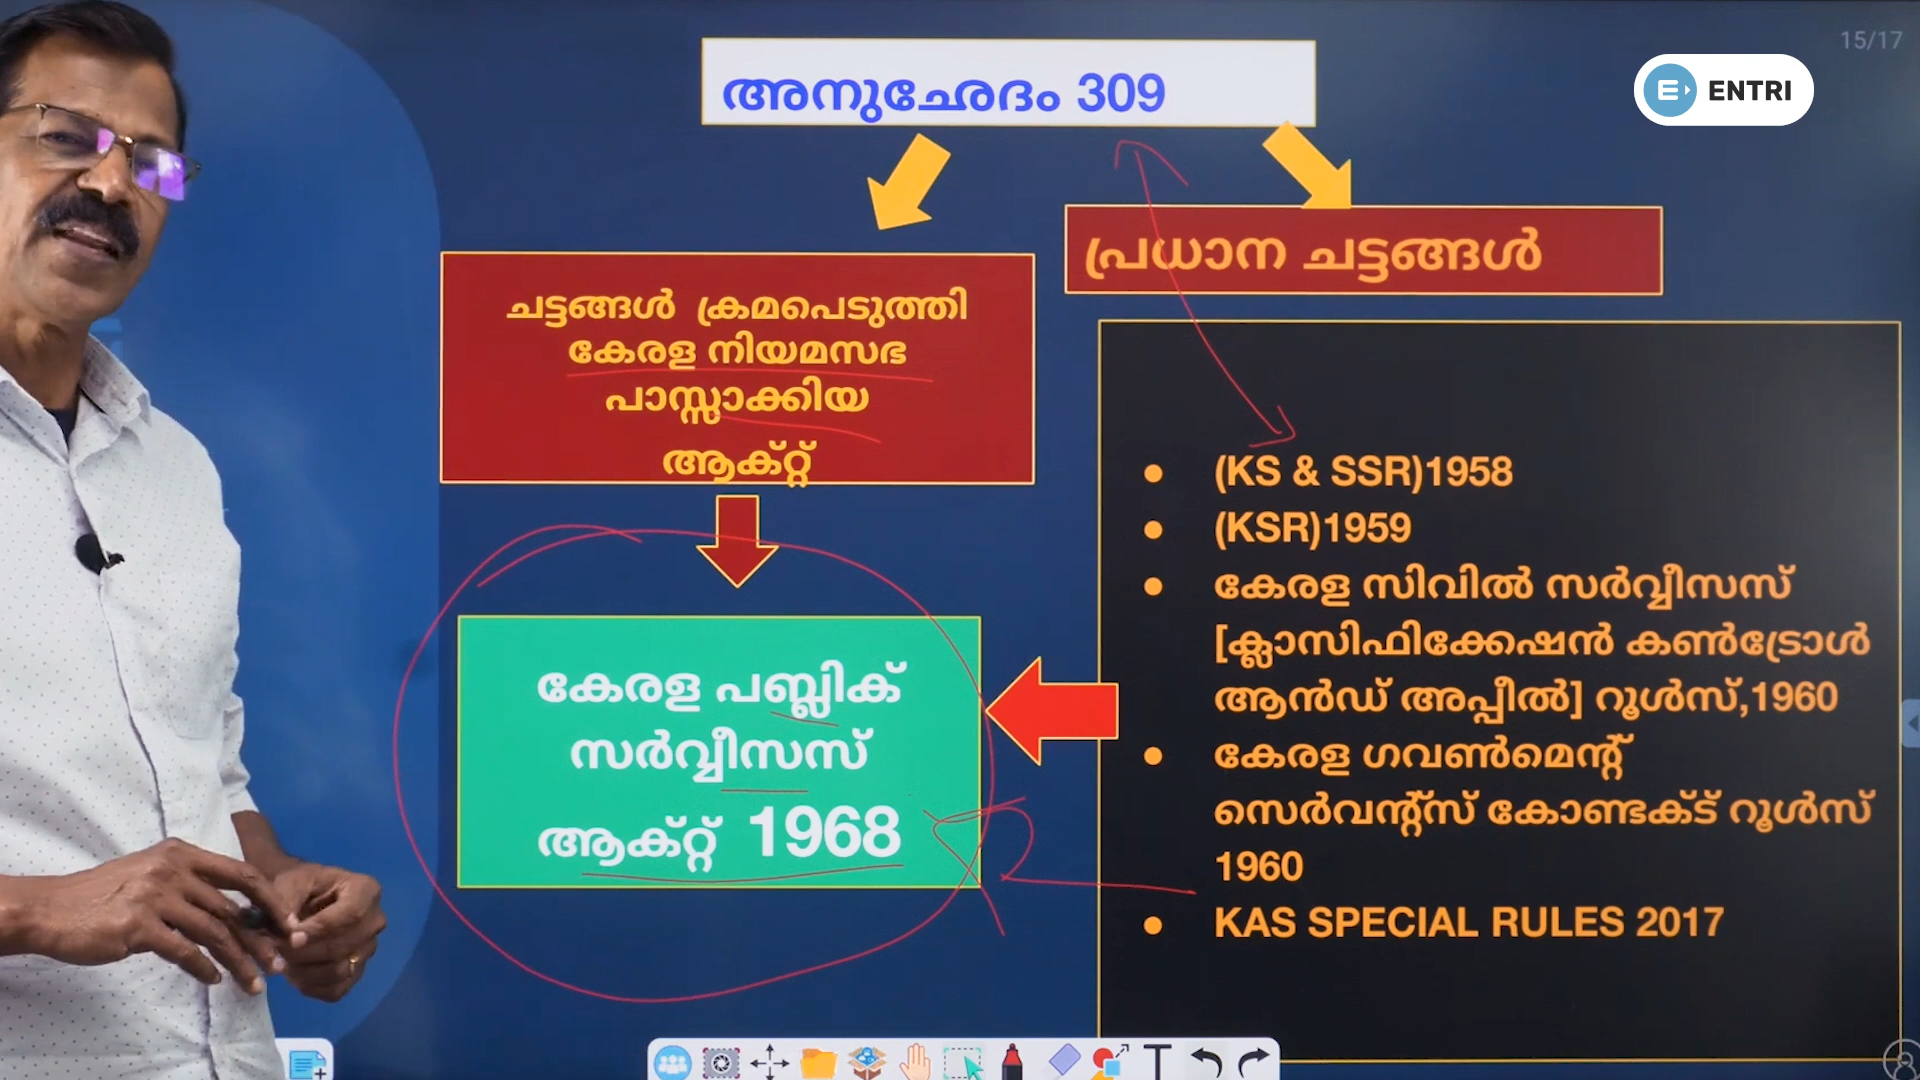 15/17
ENTRI
അനുഛേദം 309
ചട്ടങ്ങൾ ക്രമപെടുത്തി
കേരള നിയമസഭ
പാസ്സാക്കിയ
ആക്റ്റ്
കേരള പബ്ലിക്
സർവ്വീസസ്
ആക്റ്റ് 1968
പ്രധാന ചട്ടങ്ങൾ
• (KS & SSR)1958
• (KSR)1959
• കേരള സിവിൽ സർവ്വീസസ്
[ക്ലാസിഫിക്കേഷൻ കൺട്രോൾ
ആൻഡ് അപ്പീൽ] റൂൾസ്,1960
• കേരള ഗവൺമെന്റ്
സെർവന്റ്സ് കോണ്ടക്ട് റൂൾസ്
1960
• KAS SPECIAL RULES 2017